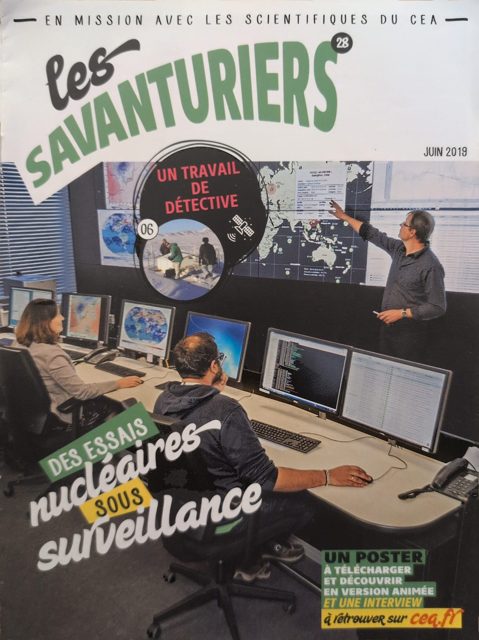 EN MISSION AVEC LES SCIENTIFIQUES DU CEA
les
SAVANTURIERS
28
JUIN 2019
UN TRAVAIL
DE
DÉTECTIVE
06
DES ESSAIS
nucléaires
SOUS
surveillance
UN POSTER
À TÉLÉCHARGER
ET DÉCOUVRIR
EN VERSION ANIMÉE
ET UNE INTERVIEW
à retrouver sur cea.fr